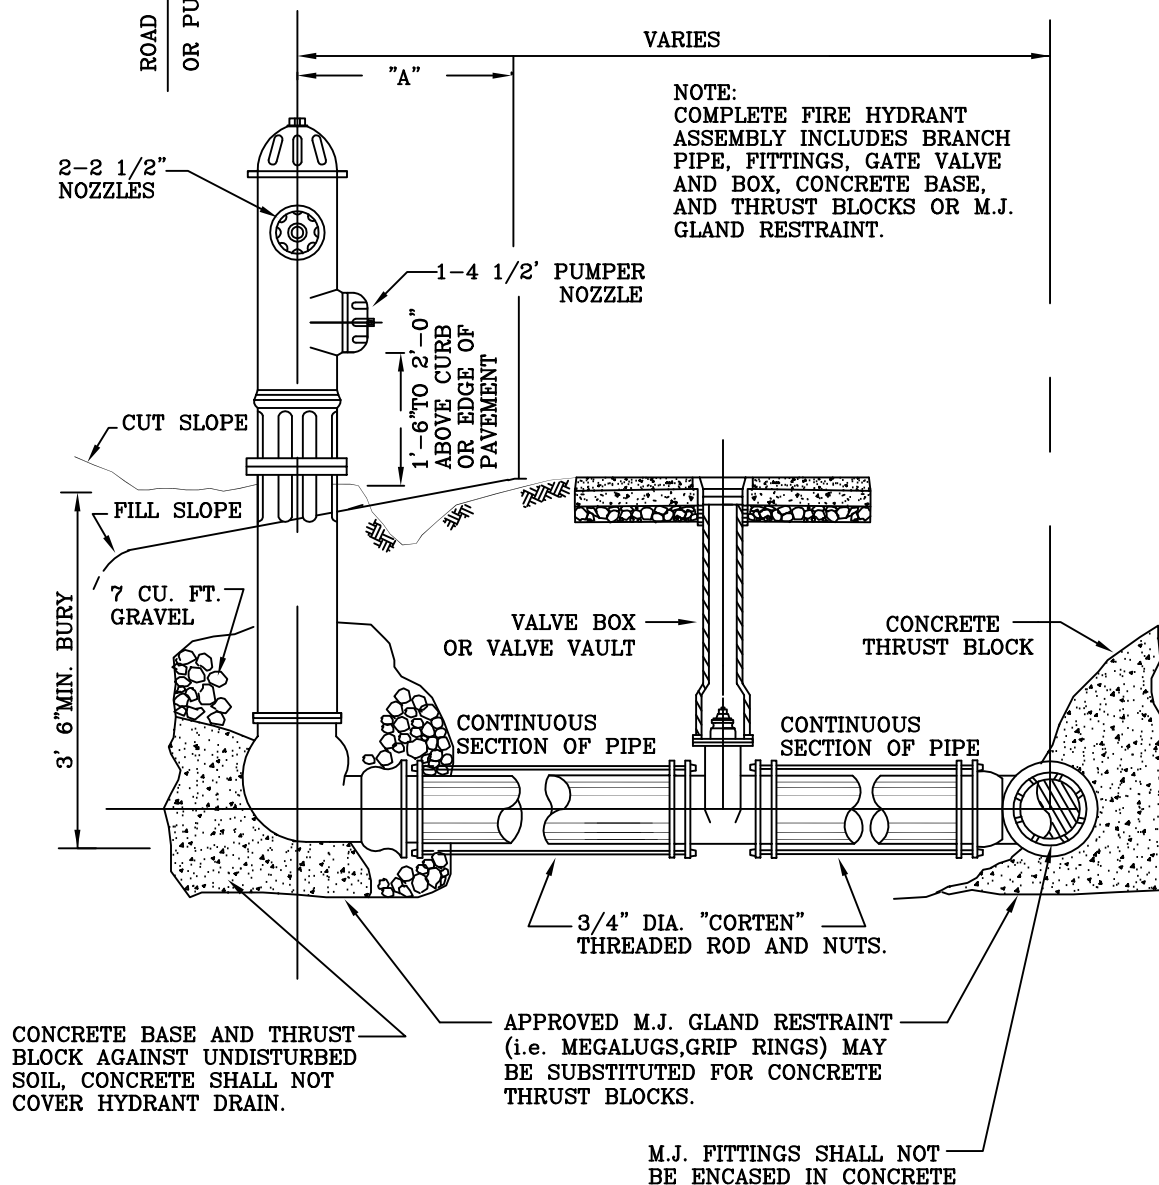 ROAD
OR PU
VARIES
"A"
NOTE:
COMPLETE FIRE HYDRANT
ASSEMBLY INCLUDES BRANCH
PIPE, FITTINGS, GATE VALVE
AND BOX, CONCRETE BASE,
AND THRUST BLOCKS OR M.J.
GLAND RESTRAINT.
2-2 1/2"
NOZZLES
1-4 1/2' PUMPER
NOZZLE
1'-6"TO 2'-0"
ABOVE CURB
OR EDGE OF
PAVEMENT
CUT SLOPE
FILL SLOPE
7 CU. FT.
GRAVEL
3' 6"MIN. BURY
VALVE BOX
OR VALVE VAULT
CONCRETE
THRUST BLOCK
CONTINUOUS
SECTION OF PIPE
CONTINUOUS
SECTION OF PIPE
3/4" DIA. "CORTEN"
THREADED ROD AND NUTS.
CONCRETE BASE AND THRUST
BLOCK AGAINST UNDISTURBED
SOIL, CONCRETE SHALL NOT
COVER HYDRANT DRAIN.
APPROVED M.J. GLAND RESTRAINT
(i.e. MEGALUGS,GRIP RINGS) MAY
BE SUBSTITUTED FOR CONCRETE
THRUST BLOCKS.
M.J. FITTINGS SHALL NOT
BE ENCASED IN CONCRETE